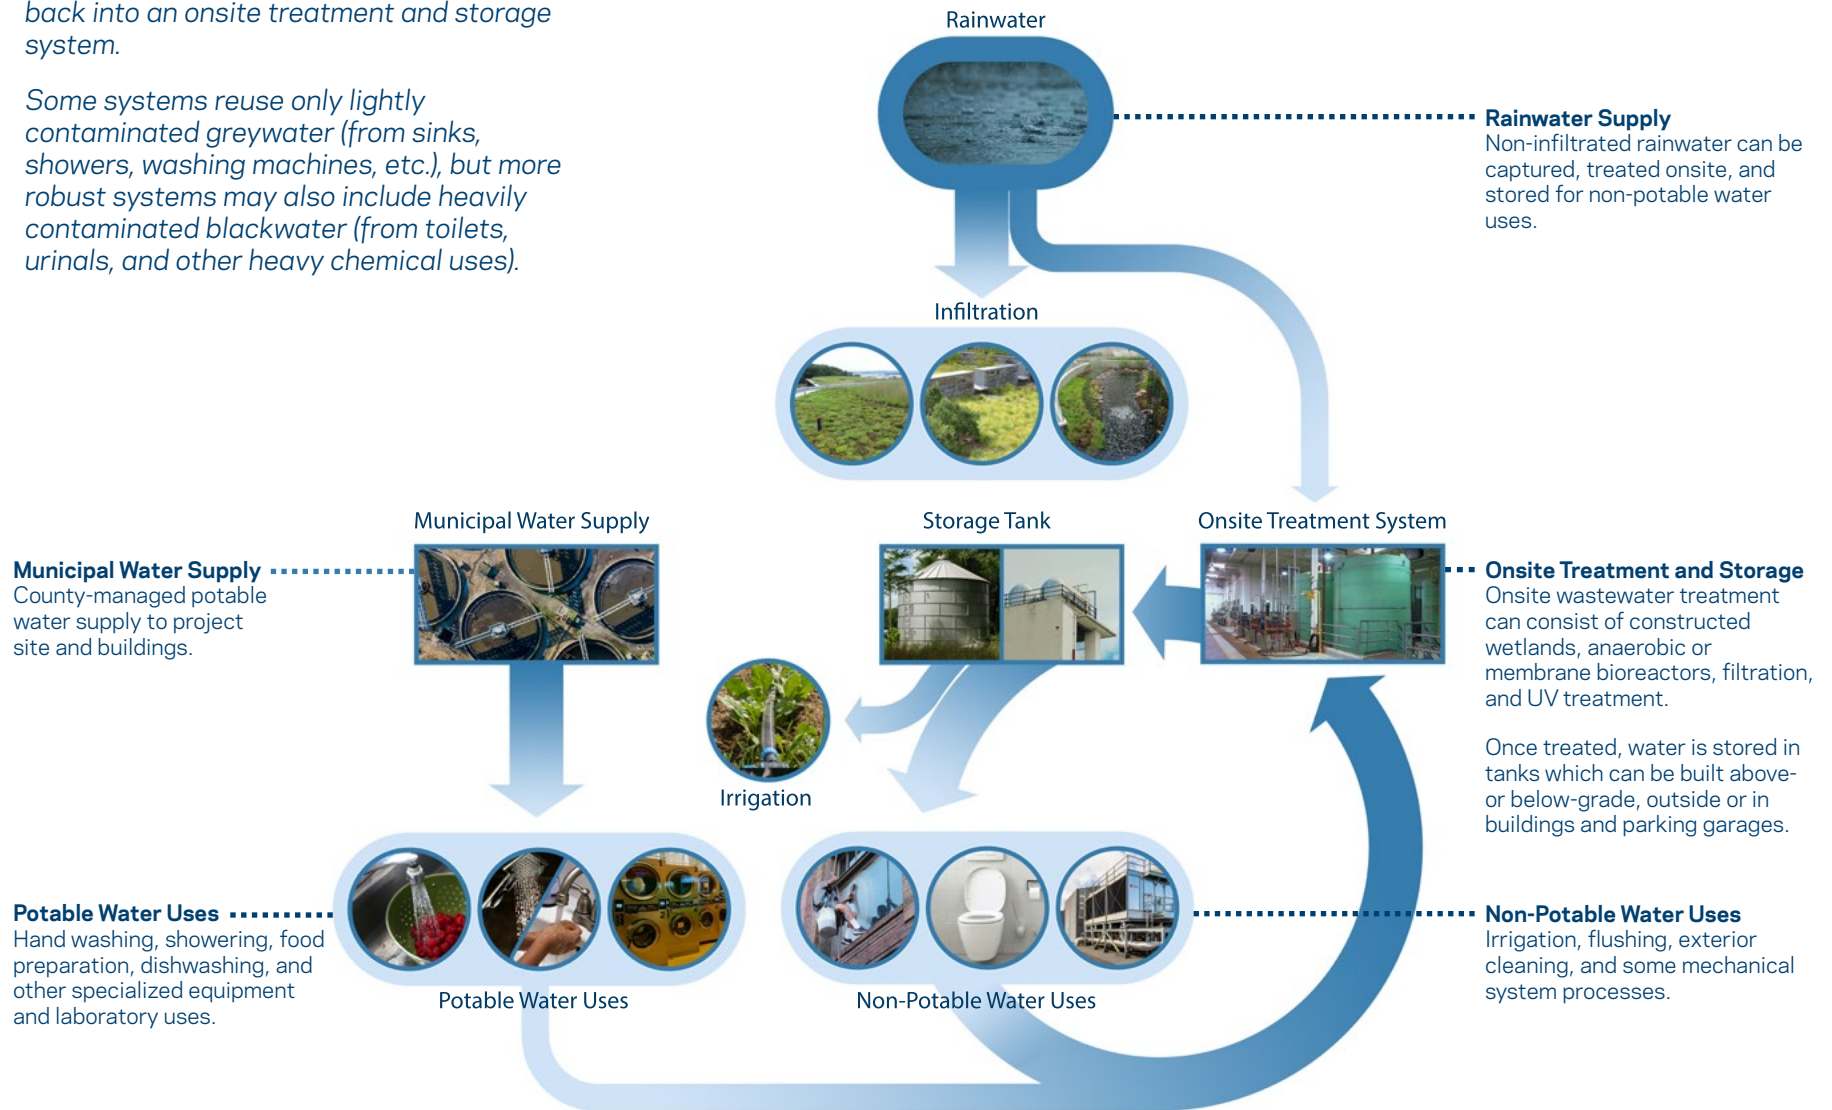 back into an onsite treatment and storage
system.
Some systems reuse only lightly
contaminated greywater (from sinks,
showers, washing machines, etc.), but more
robust systems may also include heavily
contaminated blackwater (from toilets,
urinals, and other heavy chemical uses).
Rainwater
Rainwater Supply
Non-infiltrated rainwater can be
captured, treated onsite, and
stored for non-potable water
uses.
Infiltration
Municipal Water Supply
Storage Tank
Onsite Treatment System
Municipal Water Supply
County-managed potable
water supply to project
site and buildings.
Onsite Treatment and Storage
Onsite wastewater treatment
can consist of constructed
wetlands, anaerobic or
membrane bioreactors, filtration,
and UV treatment.
Once treated, water is stored in
tanks which can be built above-
or below-grade, outside or in
buildings and parking garages.
Irrigation
Potable Water Uses
Hand washing, showering, food
preparation, dishwashing, and
other specialized equipment
and laboratory uses.
Potable Water Uses
Non-Potable Water Uses
Non-Potable Water Uses
Irrigation, flushing, exterior
cleaning, and some mechanical
system processes.